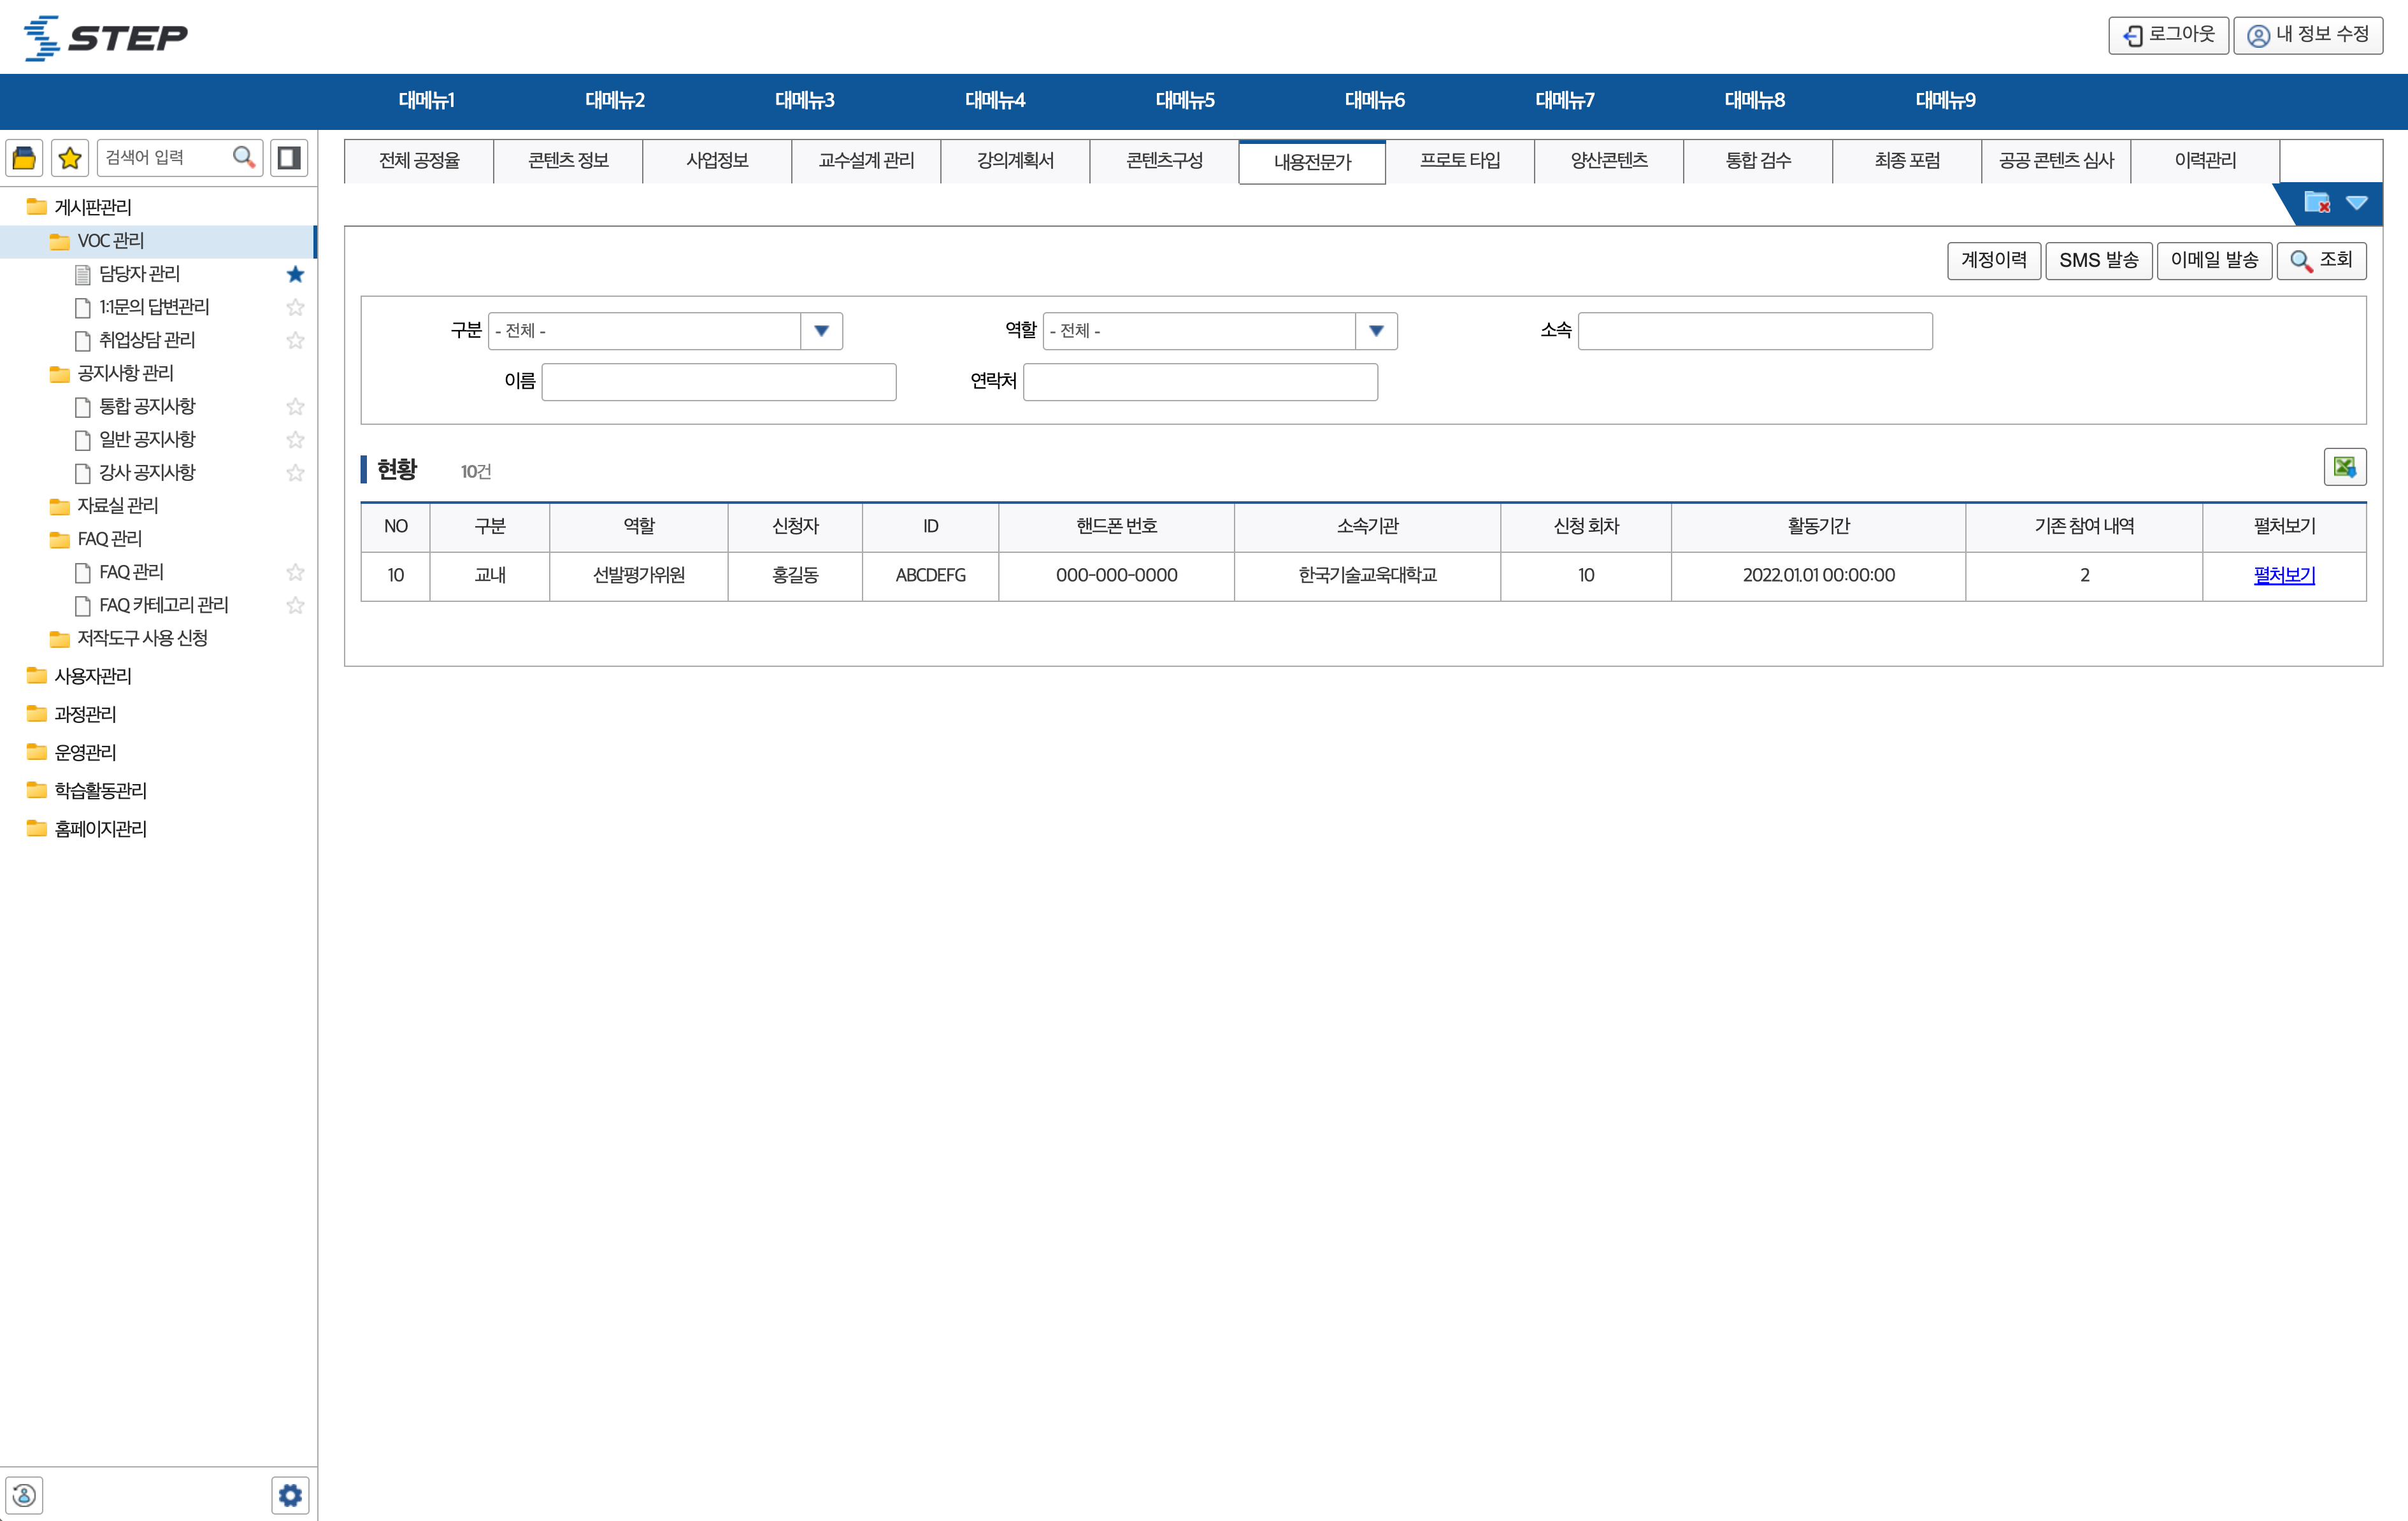 STEP
로그아웃 내 정보 수정
대메뉴1 대메뉴2 대메뉴3 대메뉴4 대메뉴5 대메뉴6 대메뉴7 대메뉴8 대메뉴9
검색어 입력
게시판관리
VOC 관리
담당자 관리
1:1문의 답변관리
취업상담 관리
공지사항 관리
통합 공지사항
일반 공지사항
강사 공지사항
자료실 관리
FAQ 관리
FAQ 관리
FAQ 카테고리 관리
저작도구 사용 신청
사용자관리
과정관리
운영관리
학습활동관리
홈페이지관리
전체 공정율 콘텐츠 정보 사업정보 교수설계 관리 강의계획서 콘텐츠구성 내용전문가 프로토 타입 양산콘텐츠 통합 검수 최종 포럼 공공 콘텐츠 심사 이력관리
계정이력 SMS 발송 이메일 발송 조회
구분 - 전체 - 역할 - 전체 - 소속
이름 연락처
현황 10건
NO 구분 역할 신청자 ID 핸드폰 번호 소속기관 신청 회차 활동기간 기존 참여 내역 펼처보기
10 교내 선발평가위원 홍길동 ABCDEFG 000-000-0000 한국기술교욱대학교 10 2022.01.01 00:00:00 2 펼처보기